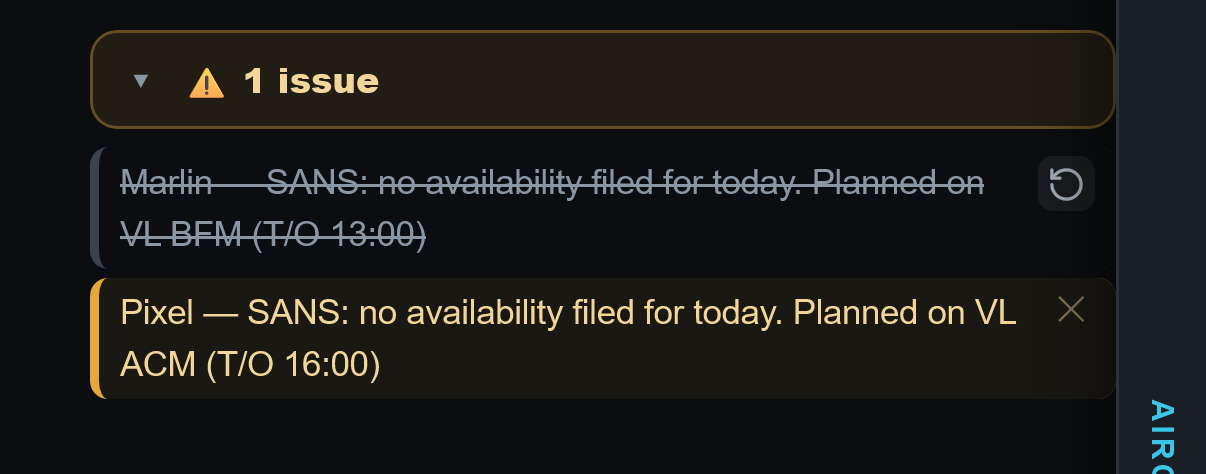 1 issue
Marlin — SANS: no availability filed for today. Planned on
VL BFM (T/O 13:00)
Pixel — SANS: no availability filed for today. Planned on VL
ACM (T/O 16:00)